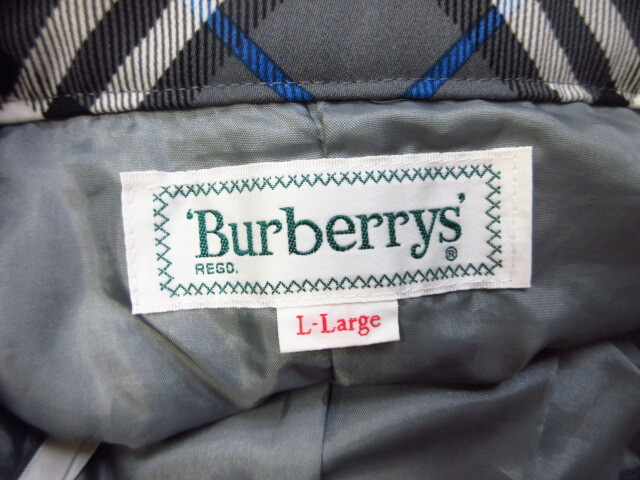 'Burberrys'
REGD. ®
L-Large